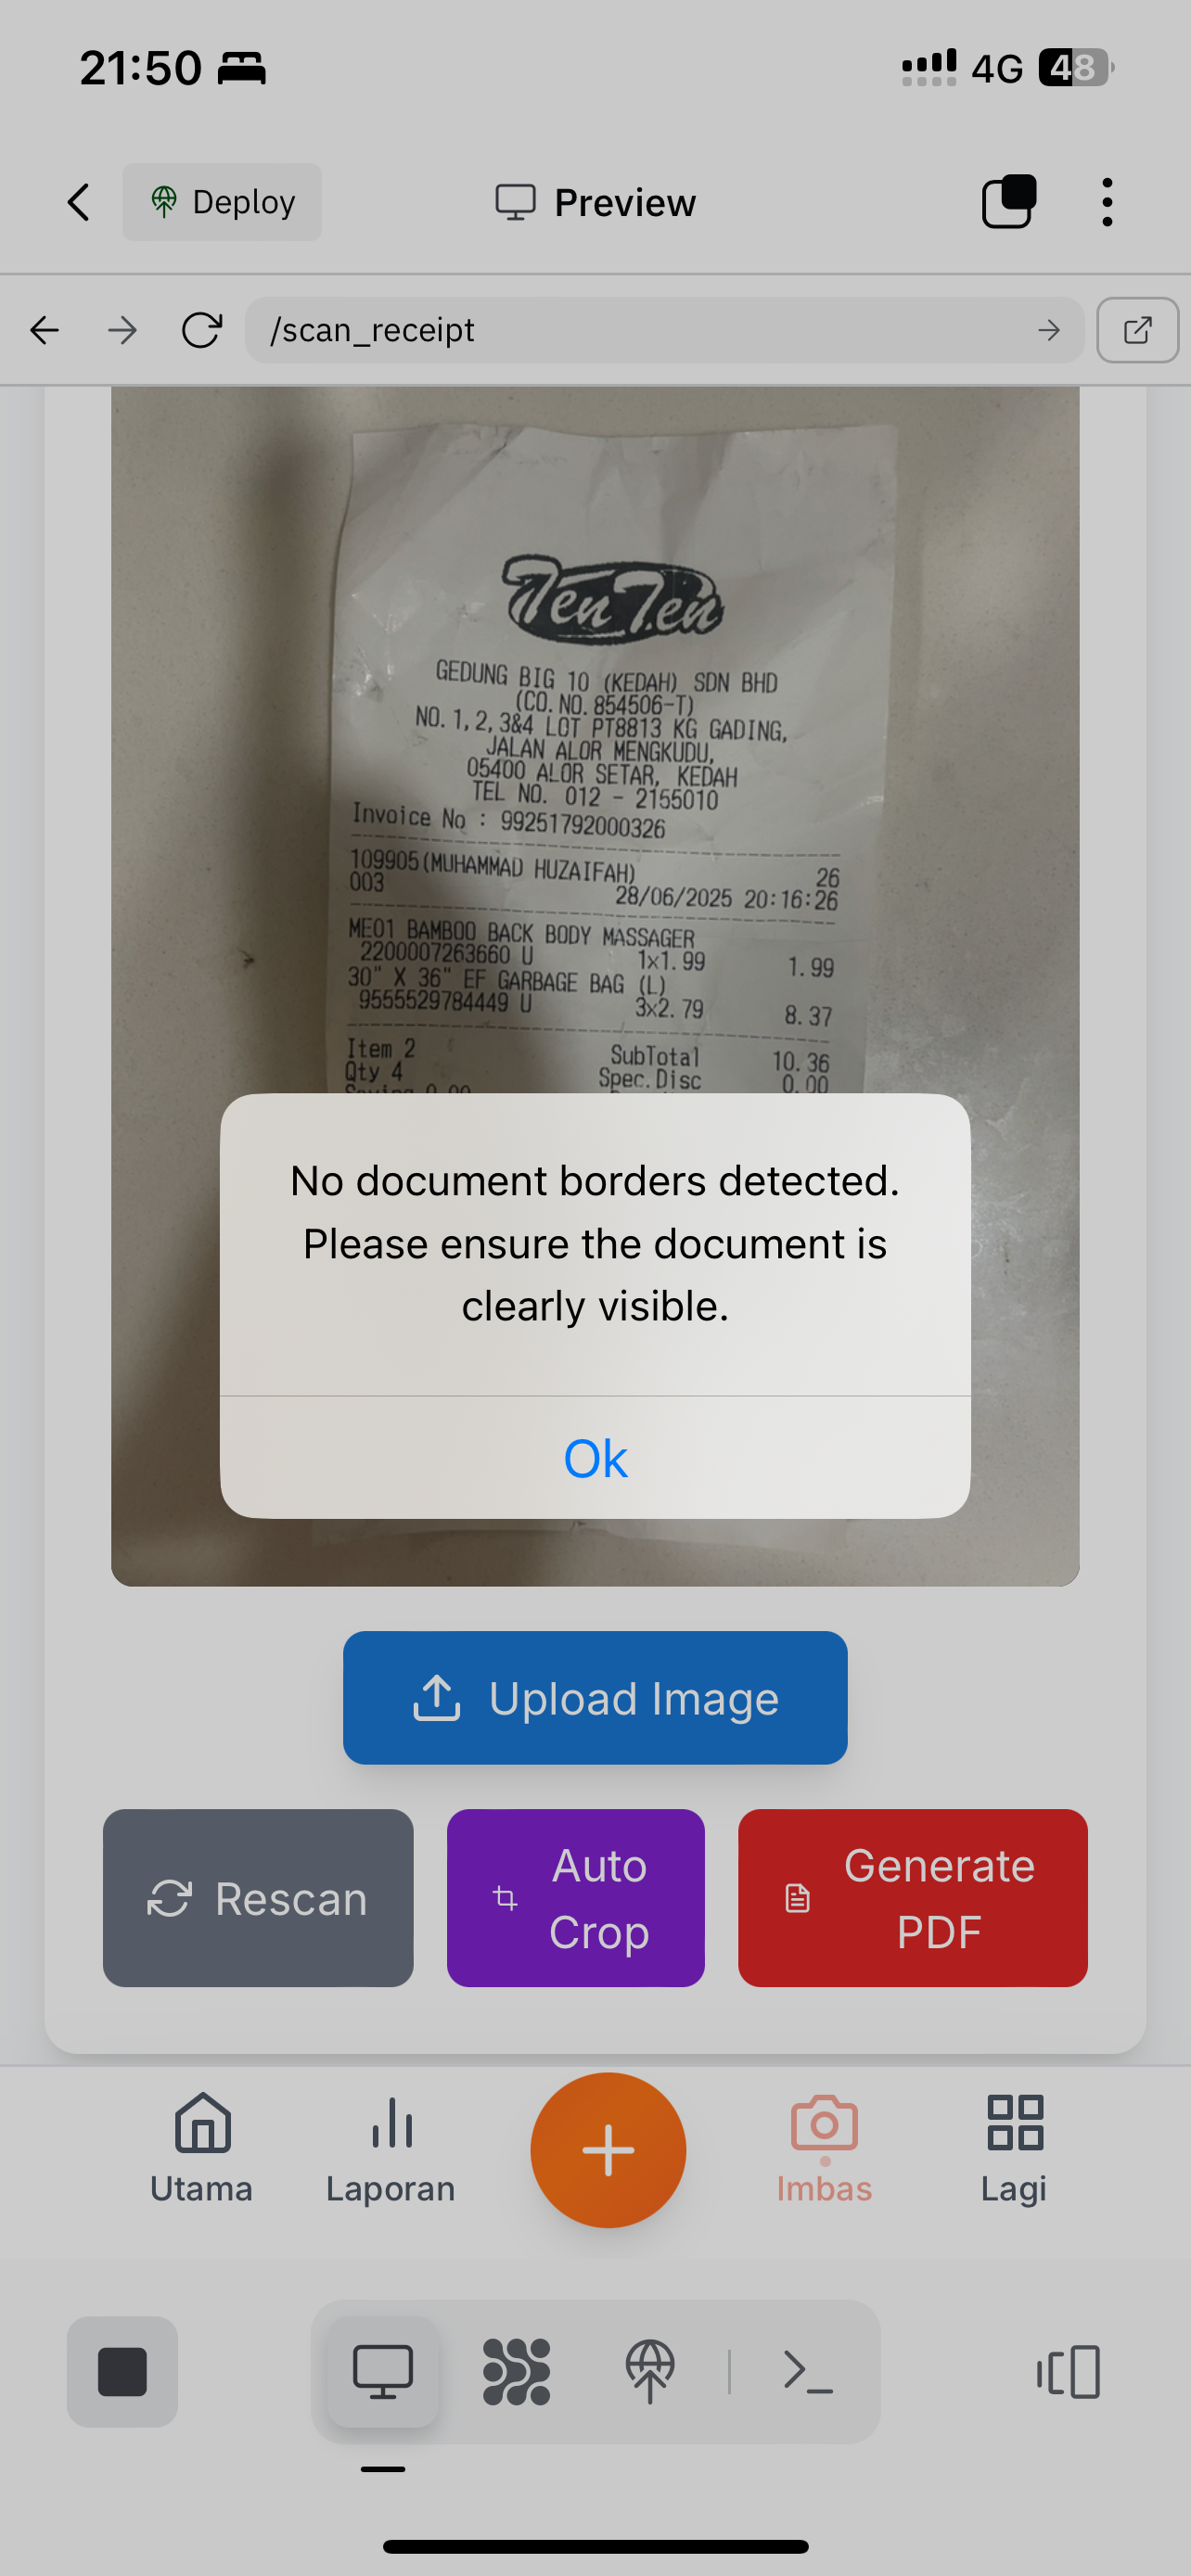 21:50
4G 48
Deploy
Preview
/scan_receipt
Ten Ten
GEDUNG BIG 10 (KEDAH) SDN BHD
(CO. NO. 854506-T)
NO. 1, 2, 3&4 LOT PT8813 KG GADING,
JALAN ALOR MENGKUDU,
05400 ALOR SETAR, KEDAH
TEL NO. 012 - 2155010
Invoice No : 99251792000326
109905(MUHAMMAD HUZAIFAH) 26
003 28/06/2025 20:16:26
ME01 BAMBOO BACK BODY MASSAGER
2200007263660 U 1x1.99 1.99
30" X 36" EF GARBAGE BAG (L)
9555529784449 U 3x2.79 8.37
Item 2 SubTotal 10.36
Qty 4 Spec.Disc 0.00
No document borders detected.
Please ensure the document is
clearly visible.
Ok
Upload Image
Rescan
Auto
Crop
Generate
PDF
Utama
Laporan
Imbas
Lagi